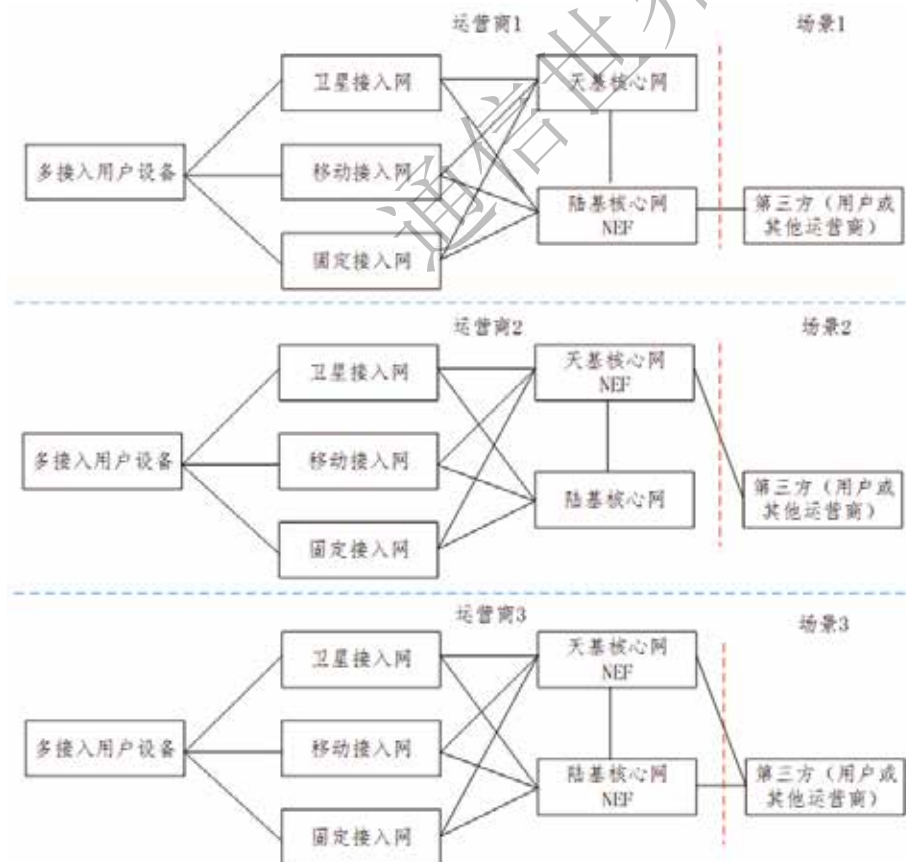 运营商1
场景1
卫星接入网
天基核心网
多接入用户设备
移动接入网
陆基核心网
NEF
第三方（用户或
其他运营商）
固定接入网
通信世界
运营商2
场景2
卫星接入网
天基核心网
NEF
多接入用户设备
移动接入网
陆基核心网
第三方（用户或
其他运营商）
固定接入网
运营商3
场景3
卫星接入网
天基核心网
NEF
多接入用户设备
移动接入网
陆基核心网
NEF
第三方（用户或
其他运营商）
固定接入网